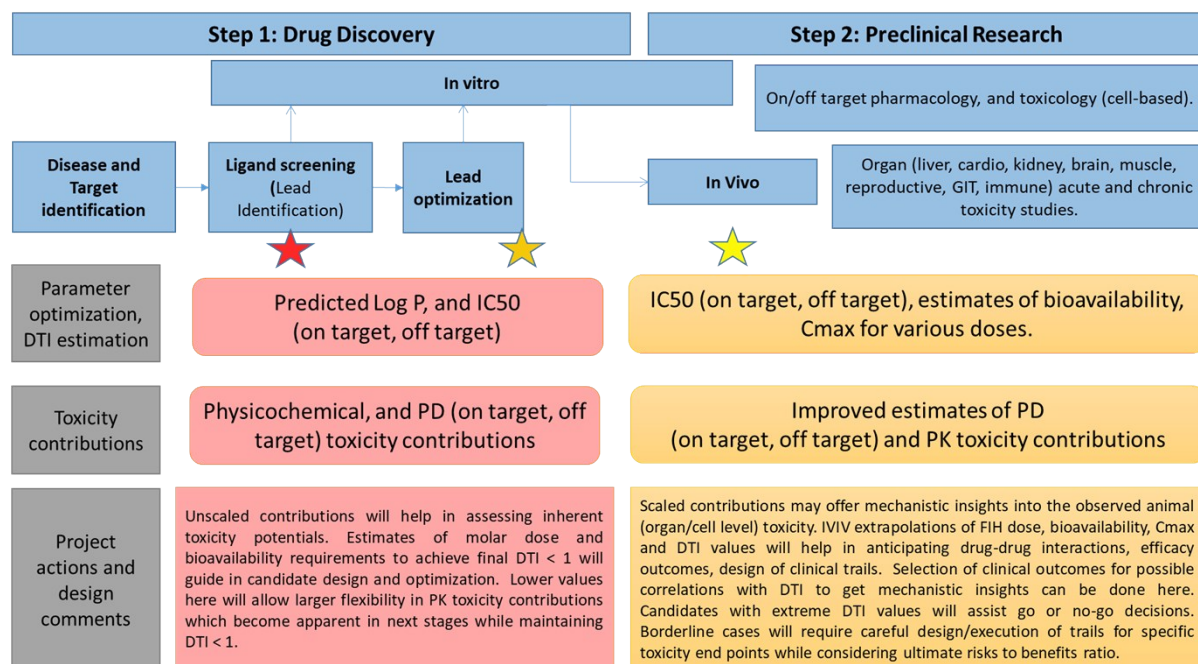 Step 1: Drug Discovery
Step 2: Preclinical Research
In vitro
On/off target pharmacology, and toxicology (cell-based).
Disease and
Target
identification
Ligand screening
(Lead
Identification)
Lead
optimization
In Vivo
Organ (liver, cardio, kidney, brain, muscle,
reproductive, GIT, immune) acute and chronic
toxicity studies.
Parameter
optimization,
DTI estimation
Predicted Log P, and IC50
(on target, off target)
IC50 (on target, off target), estimates of bioavailability,
Cmax for various doses.
Toxicity
contributions
Physicochemical, and PD (on target, off
target) toxicity contributions
Improved estimates of PD
(on target, off target) and PK toxicity contributions
Project
actions and
design
comments
Unscaled contributions will help in assessing inherent
toxicity potentials. Estimates of molar dose and
bioavailability requirements to achieve final DTI < 1 will
guide in candidate design and optimization. Lower values
here will allow larger flexibility in PK toxicity contributions
which become apparent in next stages while maintaining
DTI < 1.
Scaled contributions may offer mechanistic insights into the observed animal
(organ/cell level) toxicity. IVIV extrapolations of FIH dose, bioavailability, Cmax
and DTI values will help in anticipating drug-drug interactions, efficacy
outcomes, design of clinical trails. Selection of clinical outcomes for possible
correlations with DTI to get mechanistic insights can be done here.
Candidates with extreme DTI values will assist go or no-go decisions.
Borderline cases will require careful design/execution of trails for specific
toxicity end points while considering ultimate risks to benefits ratio.